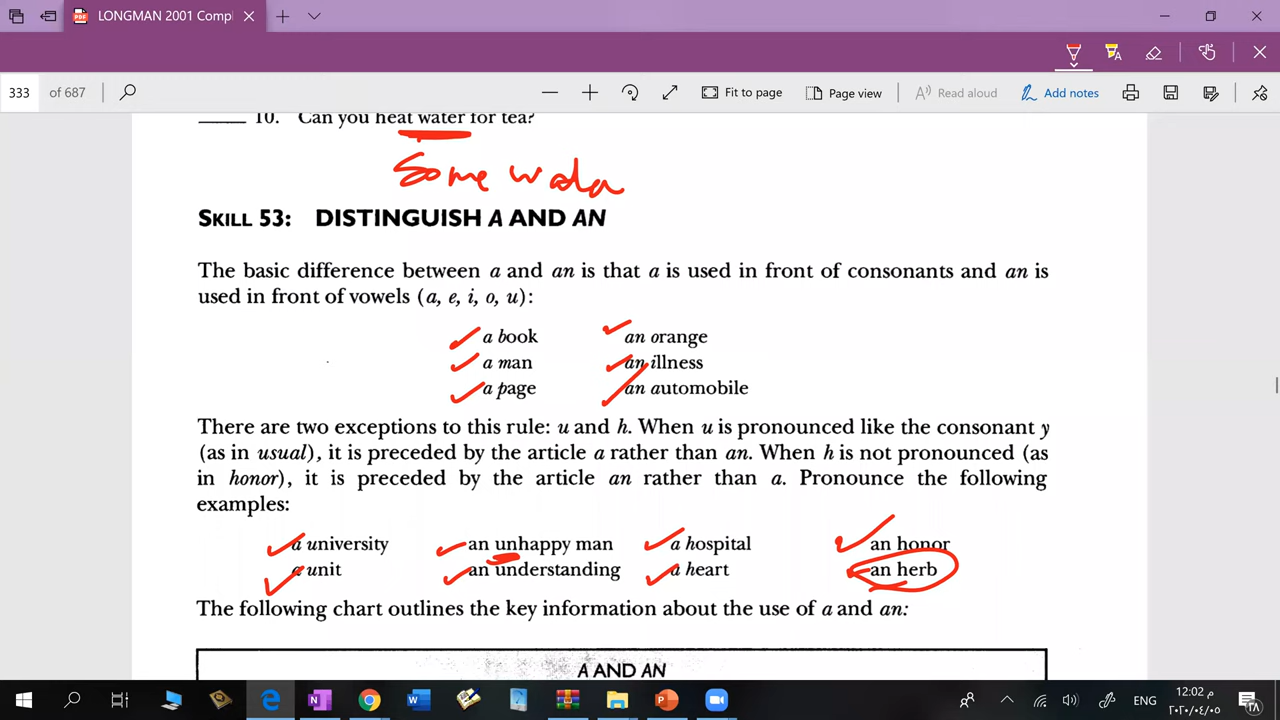 LONGMAN 2001 Compl
333 of 687
Fit to page
Page view
Read aloud
Add notes
10. Can you heat water for tea?
Some water
SKILL 53: DISTINGUISH A AND AN
The basic difference between a and an is that a is used in front of consonants and an is
used in front of vowels (a, e, i, o, u):
a book an orange
a man an illness
a page an automobile
There are two exceptions to this rule: u and h. When u is pronounced like the consonant y
(as in usual), it is preceded by the article a rather than an. When h is not pronounced (as
in honor), it is preceded by the article an rather than a. Pronounce the following
examples:
a university an unhappy man a hospital an honor
a unit an understanding a heart an herb
The following chart outlines the key information about the use of a and an:
A AND AN
ENG
12:02 م
٢٠٢٠/٠٤/٠٥